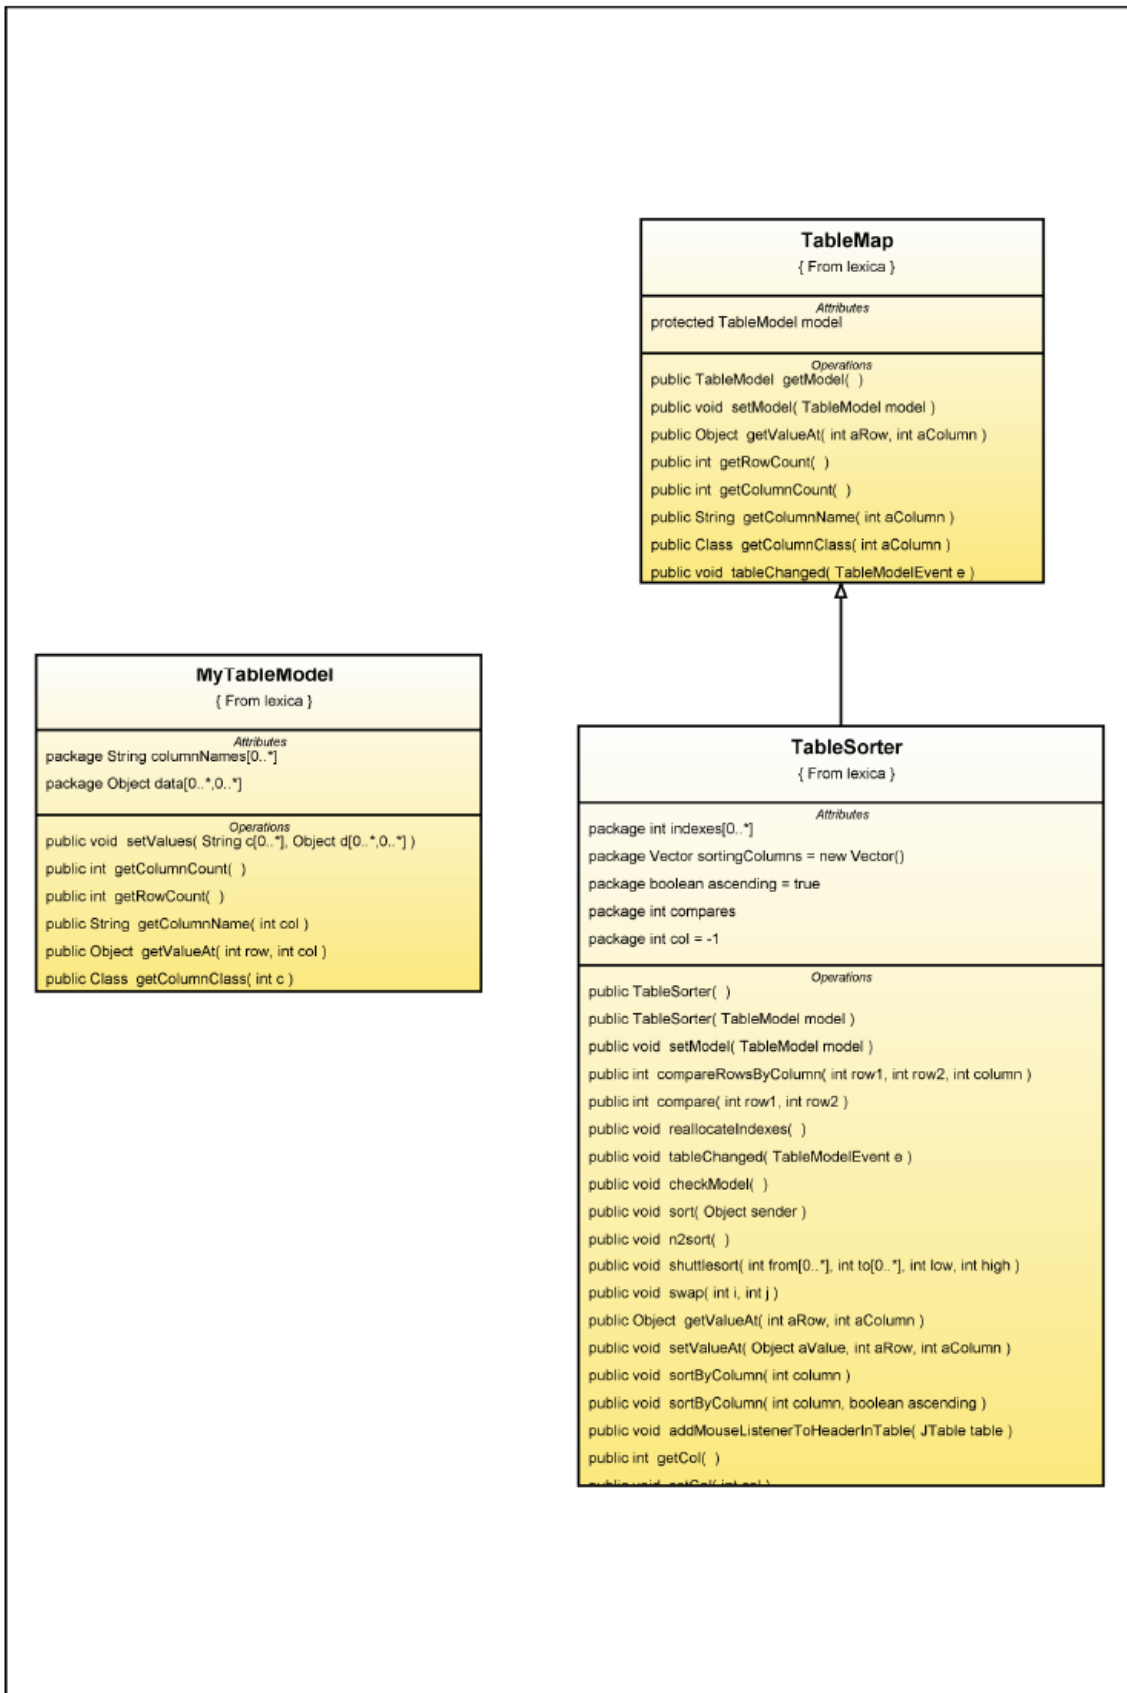 TableMap
{ From lexica }
Attributes
protected TableModel model
Operations
public TableModel getModel( )
public void setModel( TableModel model )
public Object getValueAt( int aRow, int aColumn )
public int getRowCount( )
public int getColumnCount( )
public String getColumnName( int aColumn )
public Class getColumnClass( int aColumn )
public void tableChanged( TableModelEvent e )
MyTableModel
{ From lexica }
Attributes
package String columnNames[0..*]
package Object data[0..*,0..*]
Operations
public void setValues( String c[0..*], Object d[0..*,0..*] )
public int getColumnCount( )
public int getRowCount( )
public String getColumnName( int col )
public Object getValueAt( int row, int col )
public Class getColumnClass( int c )
TableSorter
{ From lexica }
Attributes
package int indexes[0..*]
package Vector sortingColumns = new Vector()
package boolean ascending = true
package int compares
package int col = -1
Operations
public TableSorter( )
public TableSorter( TableModel model )
public void setModel( TableModel model )
public int compareRowsByColumn( int row1, int row2, int column )
public int compare( int row1, int row2 )
public void reallocateIndexes( )
public void tableChanged( TableModelEvent e )
public void checkModel( )
public void sort( Object sender )
public void n2sort( )
public void shuttlesort( int from[0..*], int to[0..*], int low, int high )
public void swap( int i, int j )
public Object getValueAt( int aRow, int aColumn )
public void setValueAt( Object aValue, int aRow, int aColumn )
public void sortByColumn( int column )
public void sortByColumn( int column, boolean ascending )
public void addMouseListenerToHeaderInTable( JTable table )
public int getCol( )
public void setCol( int col )